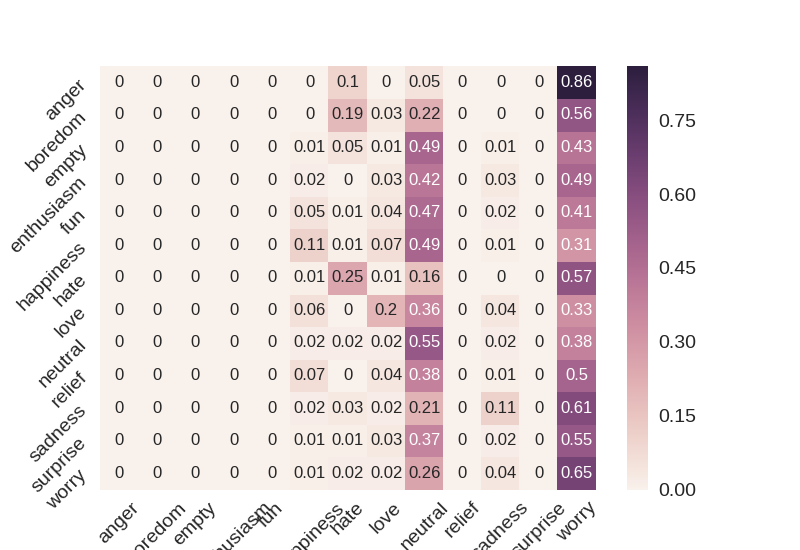 anger 0 0 0 0 0 0 0.1 0 0.05 0 0 0 0.86
boredom 0 0 0 0 0 0 0.19 0.03 0.22 0 0 0 0.56
empty 0 0 0 0 0 0.01 0.05 0.01 0.49 0 0.01 0 0.43
enthusiasm 0 0 0 0 0 0.02 0 0.03 0.42 0 0.03 0 0.49
fun 0 0 0 0 0 0.05 0.01 0.04 0.47 0 0.02 0 0.41
happiness 0 0 0 0 0 0.11 0.01 0.07 0.49 0 0.01 0 0.31
hate 0 0 0 0 0 0.01 0.25 0.01 0.16 0 0 0 0.57
love 0 0 0 0 0 0.06 0 0.2 0.36 0 0.04 0 0.33
neutral 0 0 0 0 0 0.02 0.02 0.02 0.55 0 0.02 0 0.38
relief 0 0 0 0 0 0.07 0 0.04 0.38 0 0.01 0 0.5
sadness 0 0 0 0 0 0.02 0.03 0.02 0.21 0 0.11 0 0.61
surprise 0 0 0 0 0 0.01 0.01 0.03 0.37 0 0.02 0 0.55
worry 0 0 0 0 0 0.01 0.02 0.02 0.26 0 0.04 0 0.65
anger oredom empty usiasm fun ppiness hate love neutral relief adness surprise worry
0.75
0.60
0.45
0.30
0.15
0.00